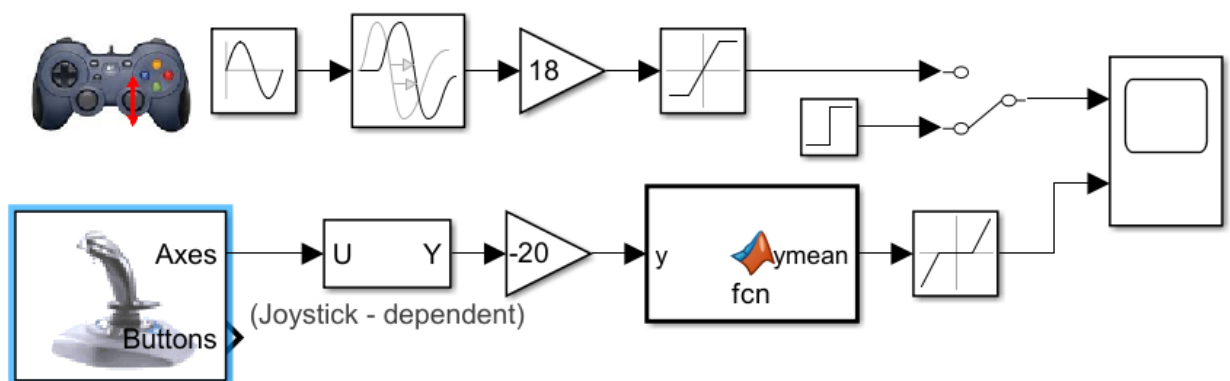 18
Axes
U
Y
-20
y
ymean
fcn
(Joystick - dependent)
Buttons